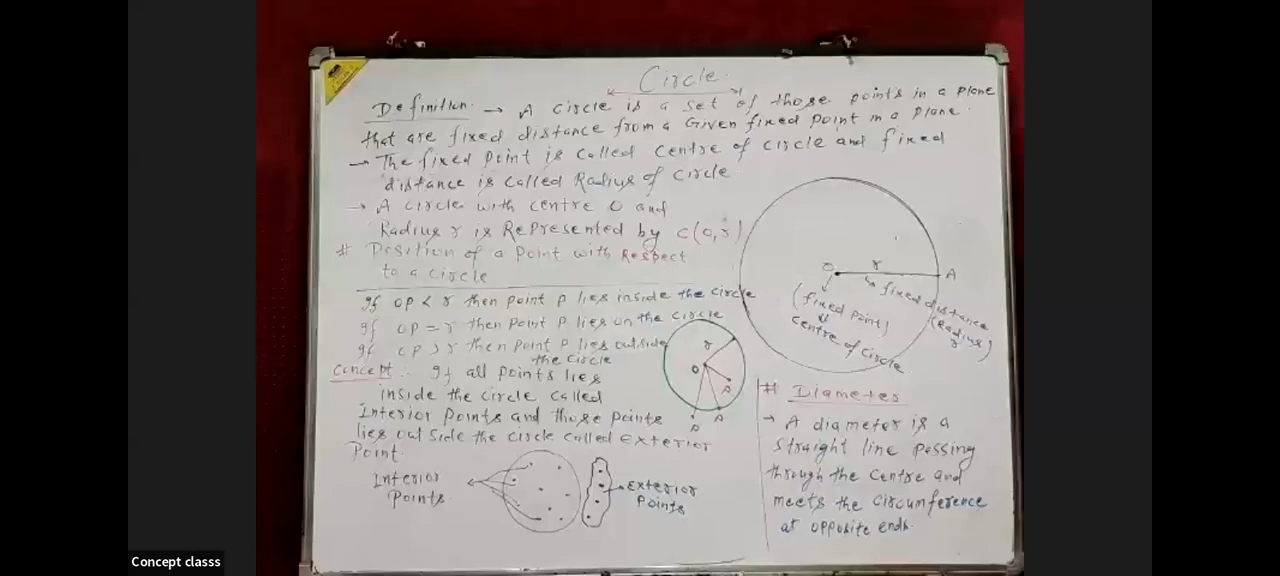 Circle
Definition → A circle is a set of those points in a plane
that are fixed distance from a Given fixed point in a plane.
→ The fixed point is called centre of circle and fixed
distance is called Radius of circle
→ A circle with centre O and
Radius r is Represented by C(O,r)
# Position of a point with Respect
to a circle
If OP < r then point P lies inside the circle
If OP = r then point P lies on the circle
If OP > r then point P lies outside
the circle
Concept :- If all points lies
inside the circle called
Interior points and those points
lies outside the circle called exterior
Point.
Interior
Points
Exterior
Points
O
r
P
P
P
O r A
fixed distance
(Radius)
r
(fixed point)
centre of circle
# Diameter
→ A diameter is a
straight line passing
through the centre and
meets the circumference
at opposite ends.
Concept classs